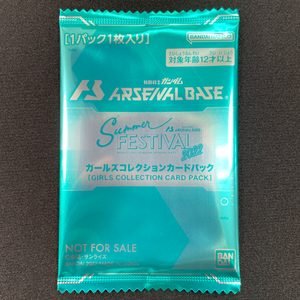 [1パック1枚入り]
対象年齢12才以上
機動戦士ガンダム
ARSENAL BASE
Summer
FESTIVAL
2022
ガールズコレクションカードパック
[GIRLS COLLECTION CARD PACK]
NOT FOR SALE
BAN
DAI